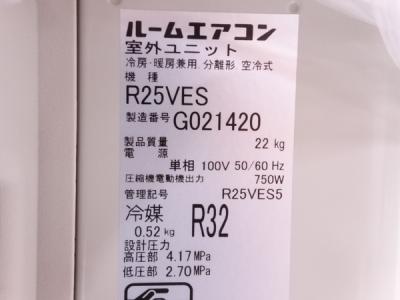 ルームエアコン
室外ユニット
冷房・暖房兼用 分離形 空冷式
機 種
R25VES
製造番号 G021420
製品質量 22 kg
電 源
単相 100V 50/60 Hz
圧縮機電動機出力 750W
管理記号 R25VES5
冷媒 R32
0.52 kg
設計圧力
高圧部 4.17 MPa
低圧部 2.70 MPa